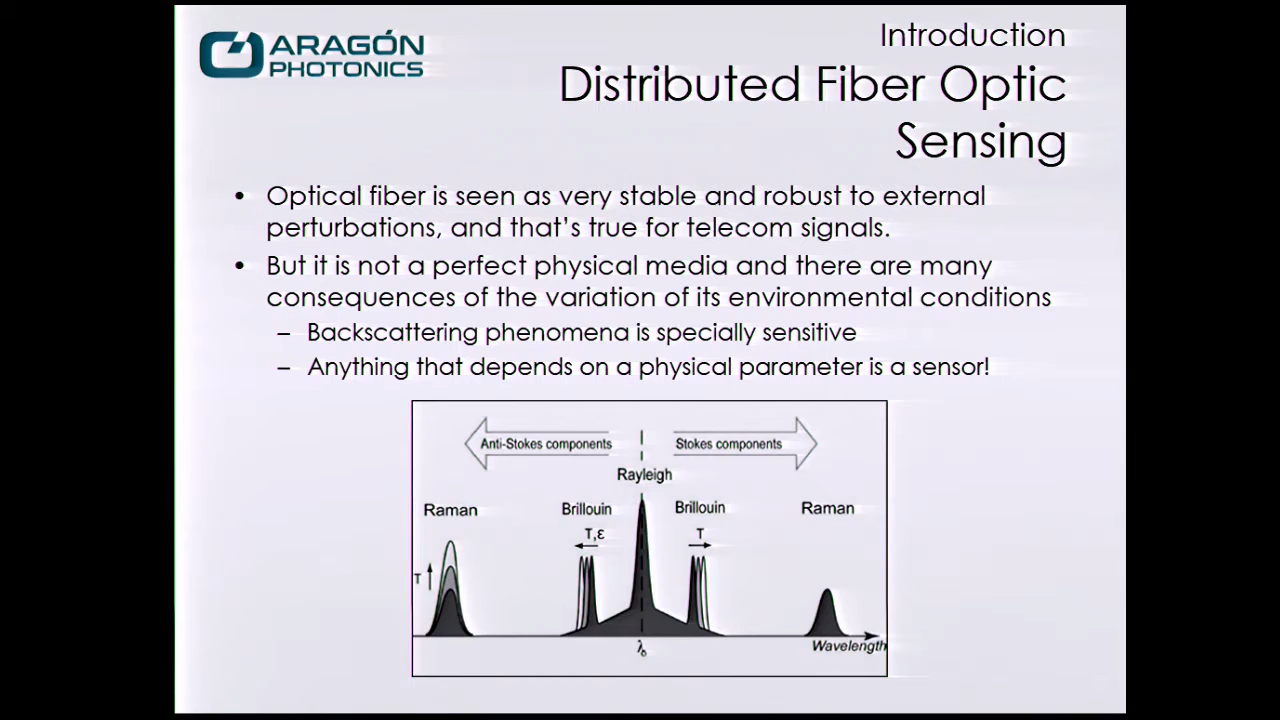 ARAGÓN
PHOTONICS
Introduction
Distributed Fiber Optic
Sensing
• Optical fiber is seen as very stable and robust to external
perturbations, and that's true for telecom signals.
• But it is not a perfect physical media and there are many
consequences of the variation of its environmental conditions
– Backscattering phenomena is specially sensitive
– Anything that depends on a physical parameter is a sensor!
Anti-Stokes components
Stokes components
Rayleigh
Raman
Brillouin
Brillouin
Raman
T,ε
T
T
λ₀
Wavelength